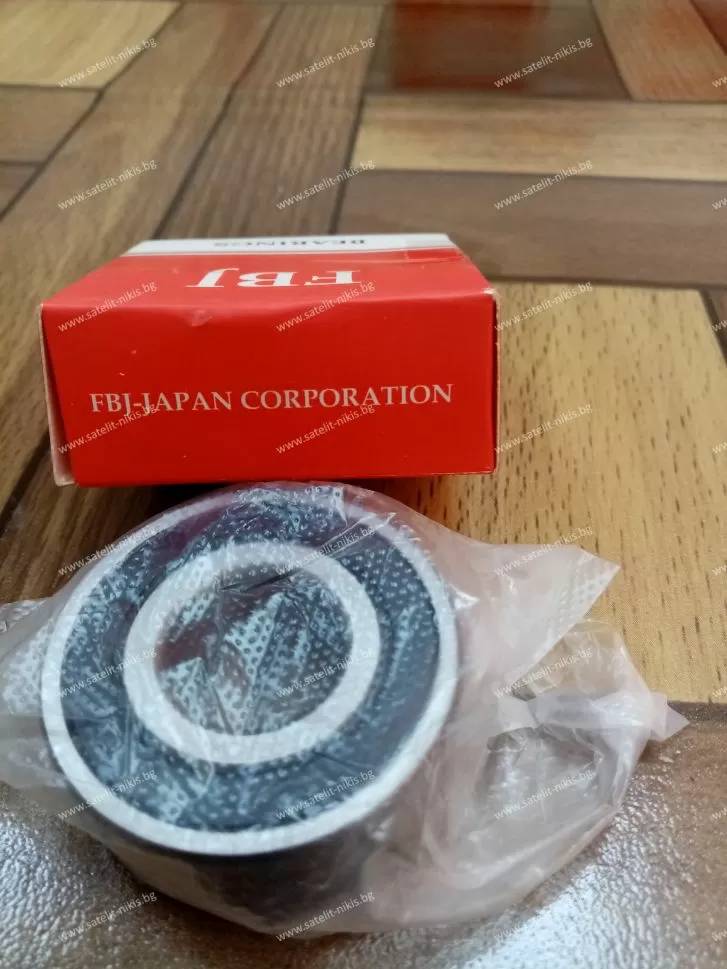 BEARINGS
FBJ
FBJ-JAPAN CORPORATION
www.satelit-nikis.bg